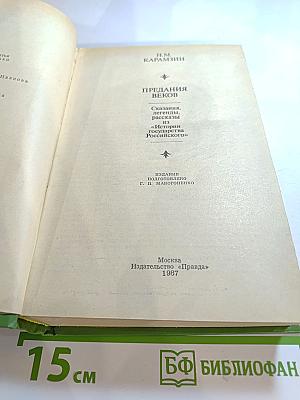 Н.М.
КАРАМЗИН
ПРЕДАНИЯ
ВЕКОВ
Сказания,
легенды,
рассказы
из
«Истории
государства
Российского»
ИЗДАНИЕ
ПОДГОТОВЛЕНО
Г. П. МАКОГОНЕНКО
Москва
Издательство «Правда»
1987
15 см
БФ БИБЛИОФАН